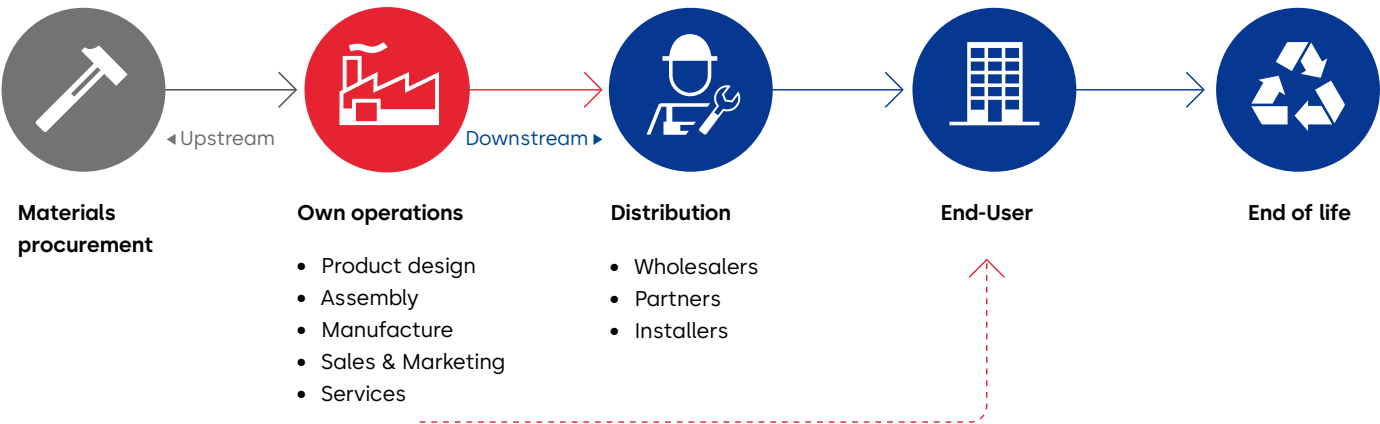 ◂ Upstream
Downstream ▸
Materials
procurement
Own operations
• Product design
• Assembly
• Manufacture
• Sales & Marketing
• Services
Distribution
• Wholesalers
• Partners
• Installers
End-User
End of life